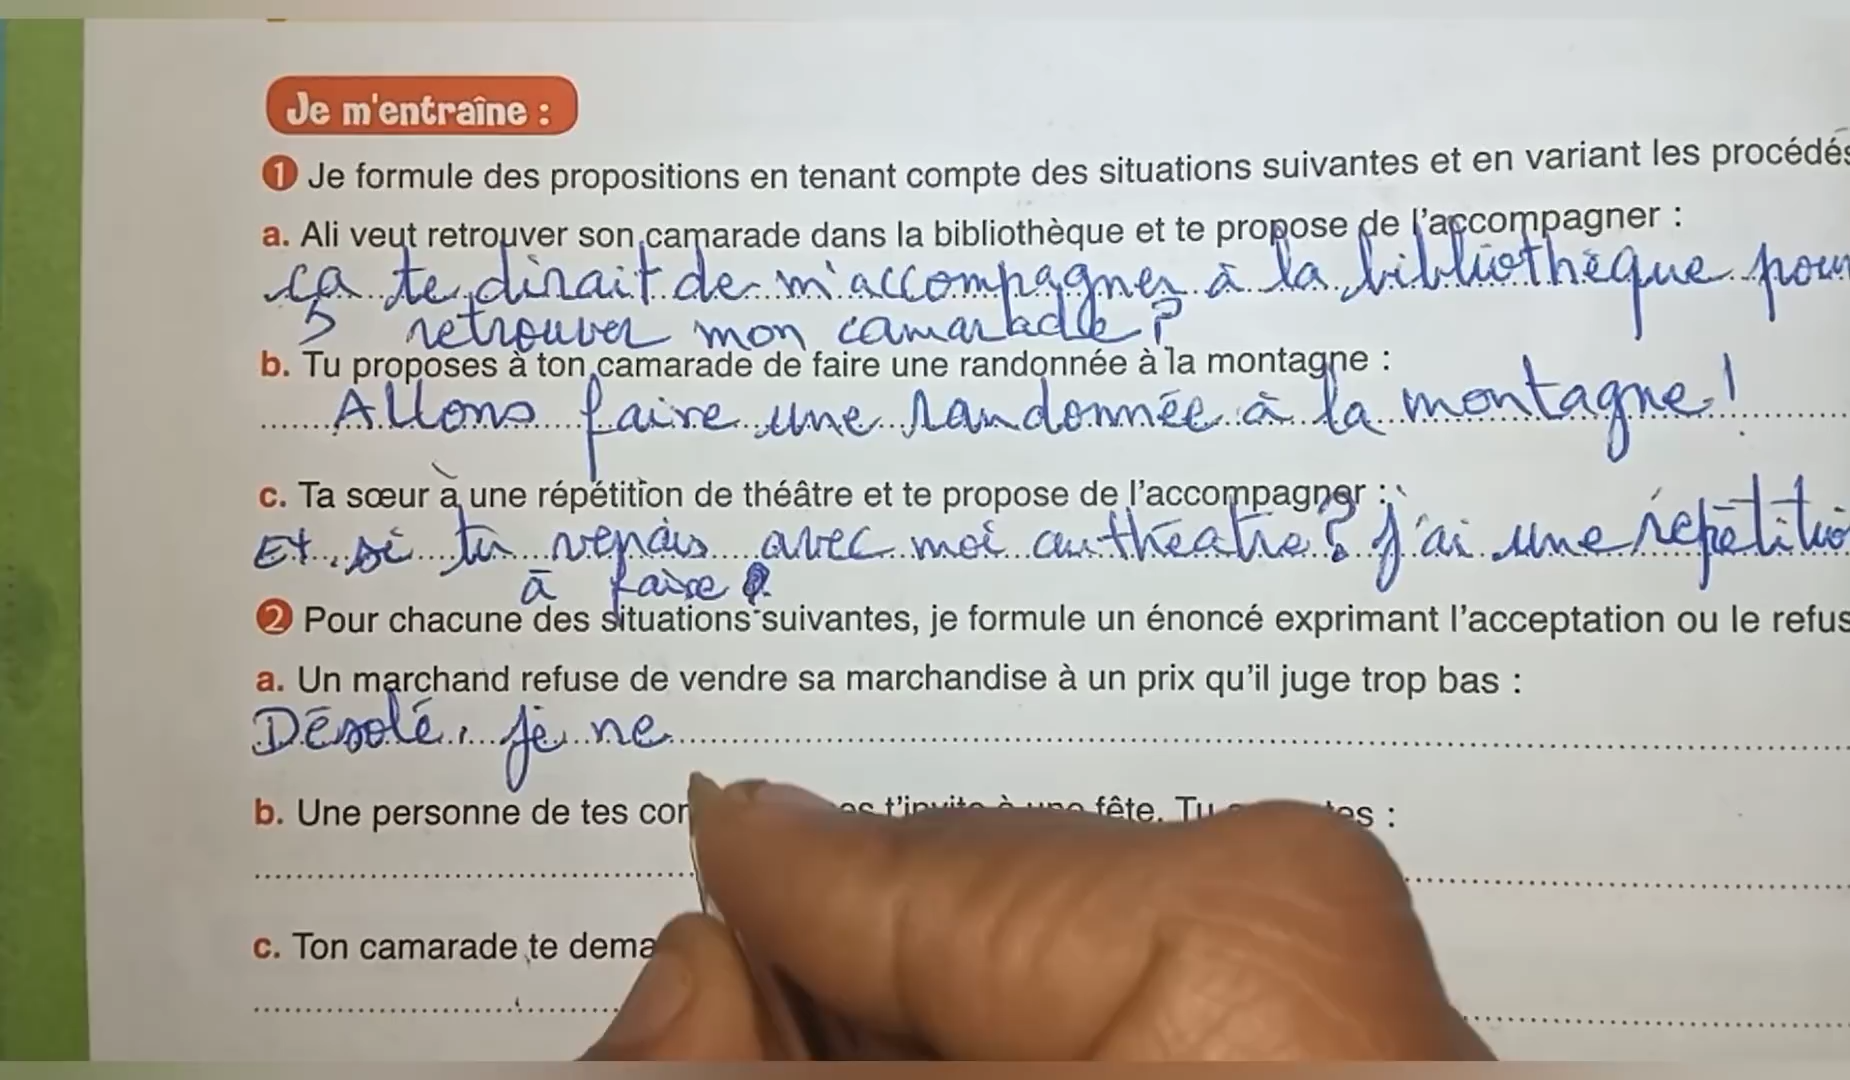 Je m'entraîne :
1 Je formule des propositions en tenant compte des situations suivantes et en variant les procédés
a. Ali veut retrouver son camarade dans la bibliothèque et te propose de l'accompagner :
ça te dirait de m'accompagner à la bibliothèque pour
retrouver mon camarade ?
b. Tu proposes à ton camarade de faire une randonnée à la montagne :
Allons faire une randonnée à la montagne !
c. Ta sœur à une répétition de théâtre et te propose de l'accompagner :
Et si tu venais avec moi au théatre ? J'ai une répétitio
à faire
2 Pour chacune des situations suivantes, je formule un énoncé exprimant l'acceptation ou le refus
a. Un marchand refuse de vendre sa marchandise à un prix qu'il juge trop bas :
Désolé, je ne
b. Une personne de tes t'invite à une fête. Tu :
c. Ton camarade te